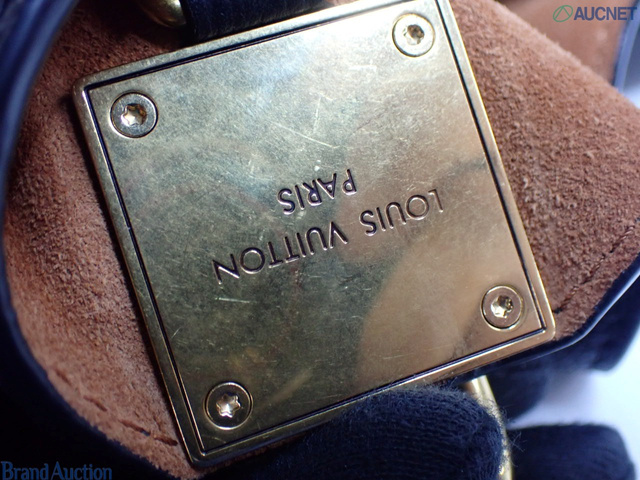 AUCNET
LOUIS VUITTON
PARIS
Brand Auction